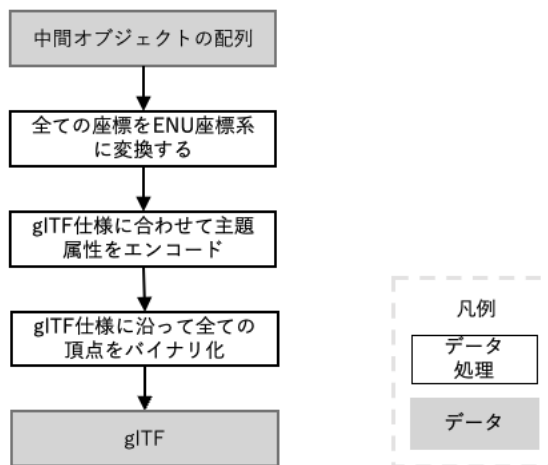 中間オブジェクトの配列
全ての座標をENU座標系
に変換する
glTF仕様に合わせて主題
属性をエンコード
glTF仕様に沿って全ての
頂点をバイナリ化
glTF
凡例
データ
処理
データ